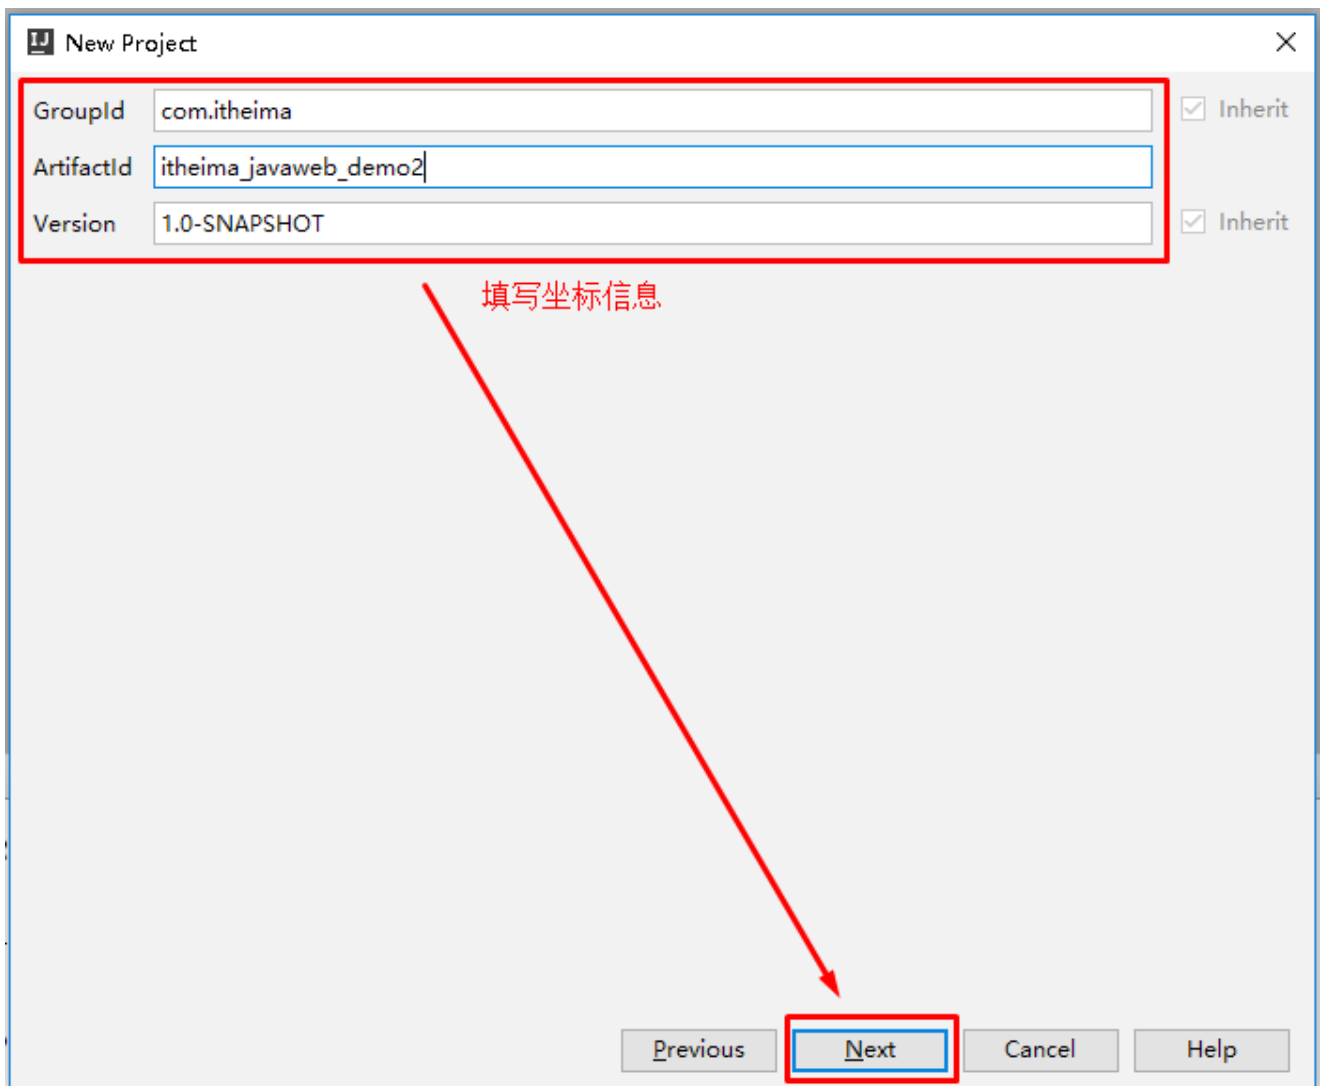 New Project
GroupId com.itheima Inherit
ArtifactId itheima_javaweb_demo2
Version 1.0-SNAPSHOT Inherit
填写坐标信息
Previous Next Cancel Help